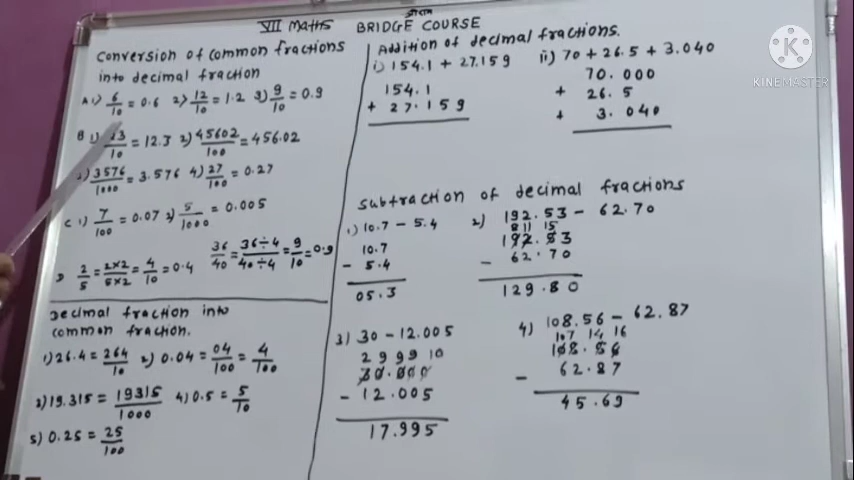 श्रीराम
VII Maths BRIDGE COURSE
Conversion of common fractions
into decimal fraction
A 1) 6/10 = 0.6 2) 12/10 = 1.2 3) 9/10 = 0.9
B 1) 23/10 = 12.3 2) 45602/100 = 456.02
3576/1000 = 3.576 4) 27/100 = 0.27
C 1) 7/100 = 0.07 2) 5/1000 = 0.005
D 2/5 = 2×2/5×2 = 4/10 = 0.4 36/40 = 36÷4/40÷4 = 9/10 = 0.9
Decimal fraction into
common fraction.
1) 26.4 = 264/10 2) 0.04 = 04/100 = 4/100
3) 19.315 = 19315/1000 4) 0.5 = 5/10
5) 0.25 = 25/100
Addition of decimal fractions.
i) 154.1 + 27.159 ii) 70 + 26.5 + 3.040
154.1
+ 27.159
70.000
+ 26.5
+ 3.040
Subtraction of decimal fractions
1) 10.7 - 5.4
10.7
- 5.4
05.3
2) 192.53 - 62.70
8 11 15
192.53
- 62.70
129.80
3) 30 - 12.005
2 9 9 9 10
30.000
- 12.005
17.995
4) 108.56 - 62.87
107 14 16
108.56
- 62.87
45.69
KINEMASTER